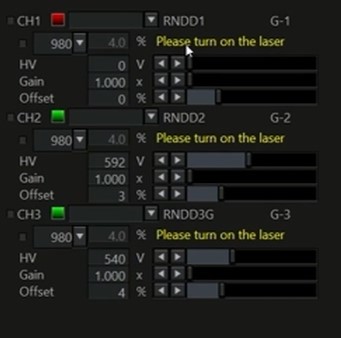 CH1 RNDD1 G-1
980 4.0 % Please turn on the laser
HV 0 V
Gain 1.000 x
Offset 0 %
CH2 RNDD2 G-2
980 4.0 % Please turn on the laser
HV 592 V
Gain 1.000 x
Offset 3 %
CH3 RNDD3G G-3
980 4.0 % Please turn on the laser
HV 540 V
Gain 1.000 x
Offset 4 %